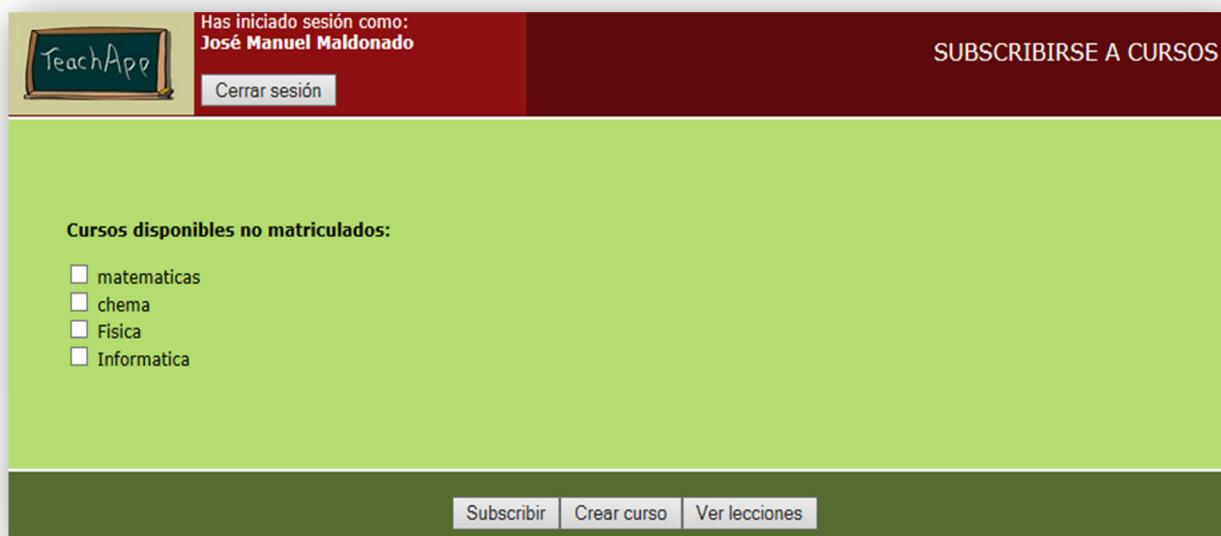 TeachApp
Has iniciado sesión como:
José Manuel Maldonado
Cerrar sesión
SUBSCRIBIRSE A CURSOS
Cursos disponibles no matriculados:
matematicas
chema
Fisica
Informatica
Subscribir Crear curso Ver lecciones